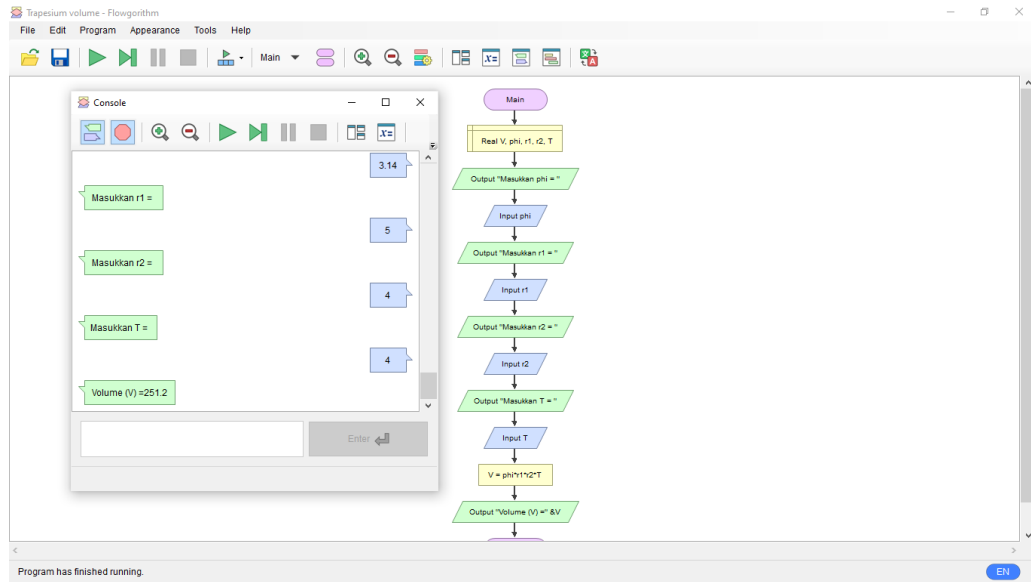 Trapesium volume - Flowgorithm
File Edit Program Appearance Tools Help
Main
x=
A
Console
x=
3.14
Masukkan r1 =
5
Masukkan r2 =
4
Masukkan T =
4
Volume (V) =251.2
Enter
Main
Real V, phi, r1, r2, T
Output "Masukkan phi = "
Input phi
Output "Masukkan r1 = "
Input r1
Output "Masukkan r2 = "
Input r2
Output "Masukkan T = "
Input T
V = phi*r1*r2*T
Output "Volume (V) =" &V
Program has finished running.
EN